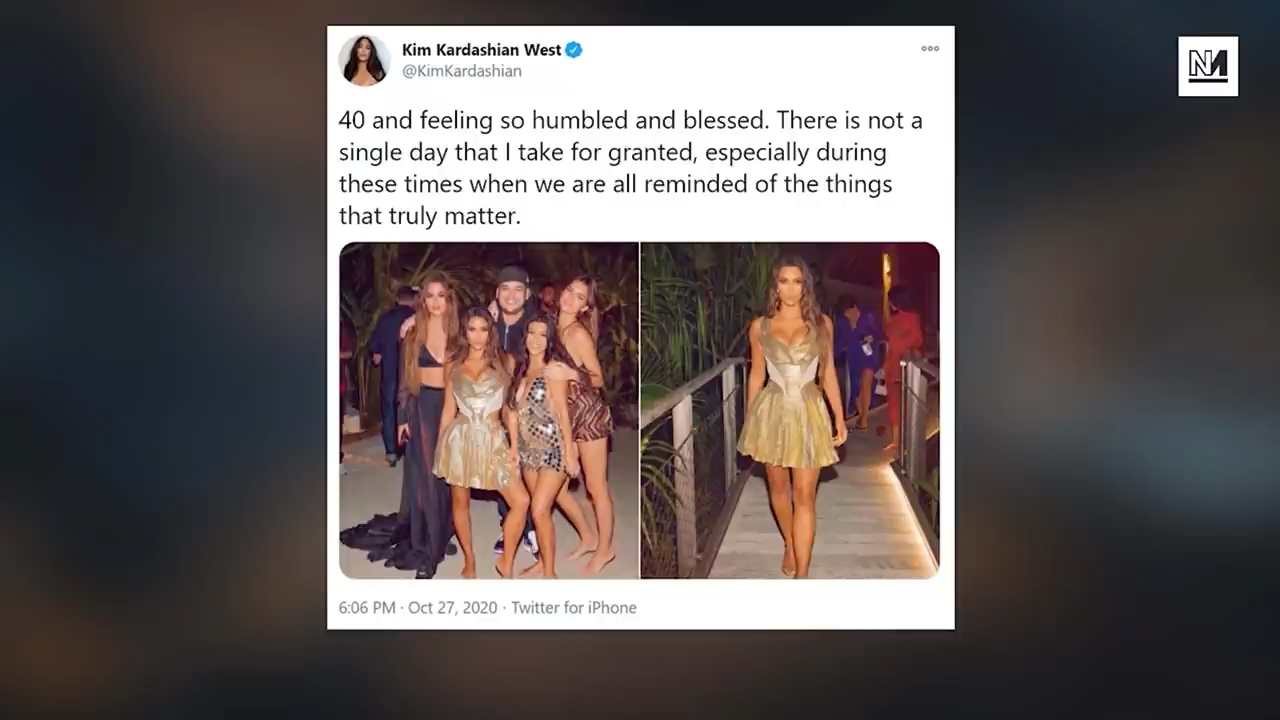 Kim Kardashian West
@KimKardashian
40 and feeling so humbled and blessed. There is not a
single day that I take for granted, especially during
these times when we are all reminded of the things
that truly matter.
6:06 PM · Oct 27, 2020 · Twitter for iPhone
NM